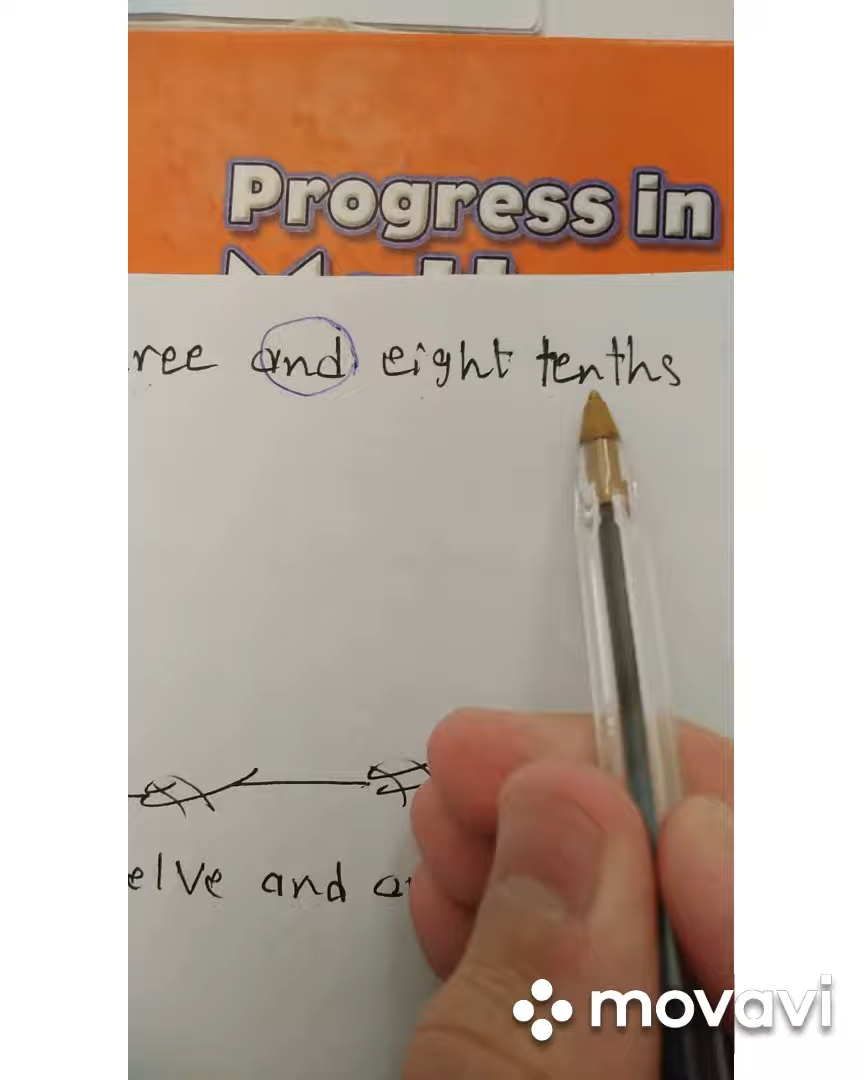 Progress in
ree and eight tenths
elve and
movavi